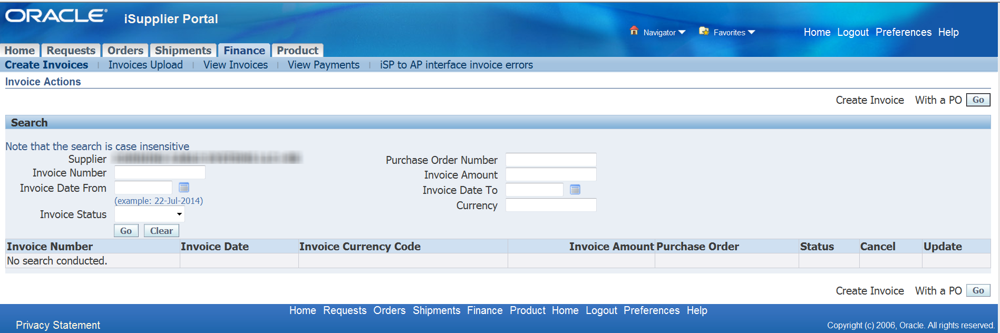 ORACLE® iSupplier Portal
Navigator Favorites Home Logout Preferences Help
Home Requests Orders Shipments Finance Product
Create Invoices | Invoices Upload | View Invoices | View Payments | iSP to AP interface invoice errors
Invoice Actions
Create Invoice With a PO Go
Search
Note that the search is case insensitive
Supplier
Purchase Order Number
Invoice Number
Invoice Amount
Invoice Date From
Invoice Date To
(example: 22-Jul-2014)
Currency
Invoice Status
Go Clear
Invoice Number Invoice Date Invoice Currency Code Invoice Amount Purchase Order Status Cancel Update
No search conducted.
Create Invoice With a PO Go
Home Requests Orders Shipments Finance Product Home Logout Preferences Help
Privacy Statement
Copyright (c) 2006, Oracle. All rights reserved.